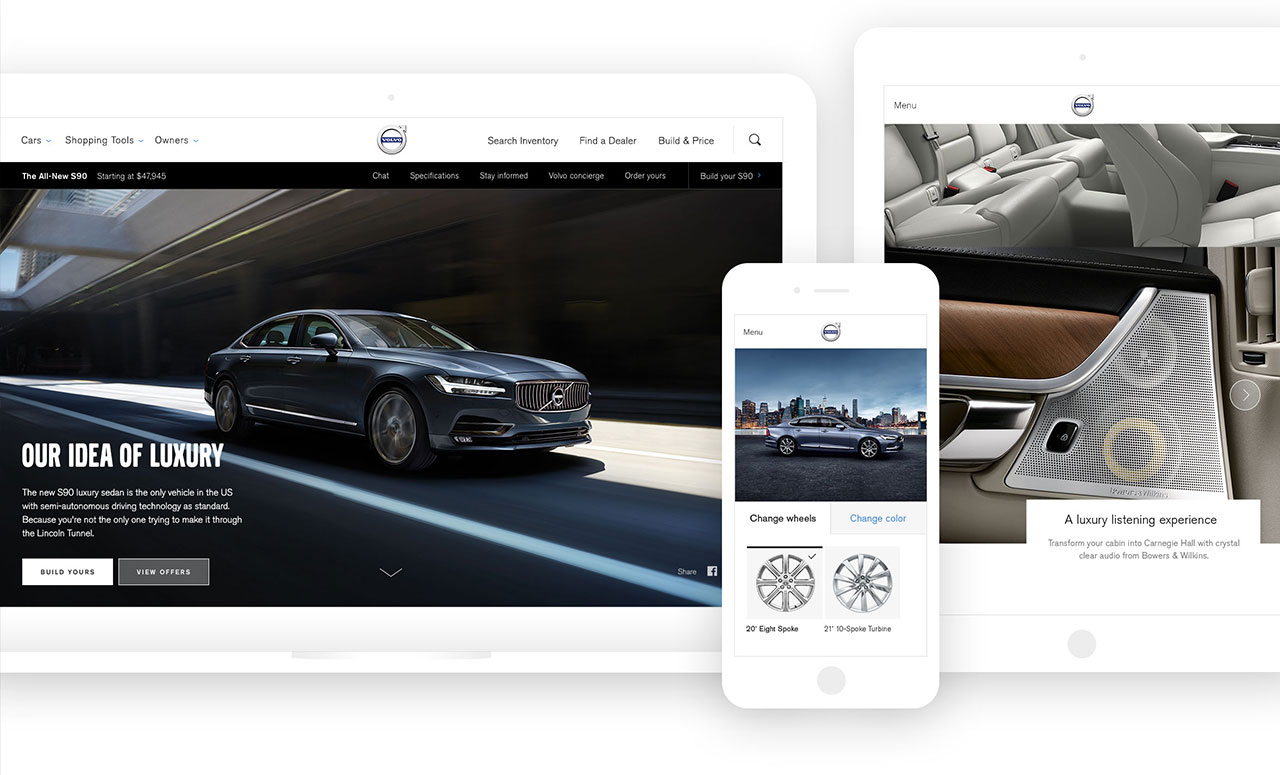 Cars
Shopping Tools
Owners
VOLVO
Search Inventory
Find a Dealer
Build & Price
The All-New S90 Starting at $47,945
Chat
Specifications
Stay informed
Volvo concierge
Order yours
Build your S90
OUR IDEA OF LUXURY
The new S90 luxury sedan is the only vehicle in the US
with semi-autonomous driving technology as standard.
Because you're not the only one trying to make it through
the Lincoln Tunnel.
BUILD YOURS
VIEW OFFERS
Share
Menu
VOLVO
Change wheels
Change color
20' Eight Spoke
21' 10-Spoke Turbine
Menu
VOLVO
Bowers & Wilkins
A luxury listening experience
Transform your cabin into Carnegie Hall with crystal
clear audio from Bowers & Wilkins.